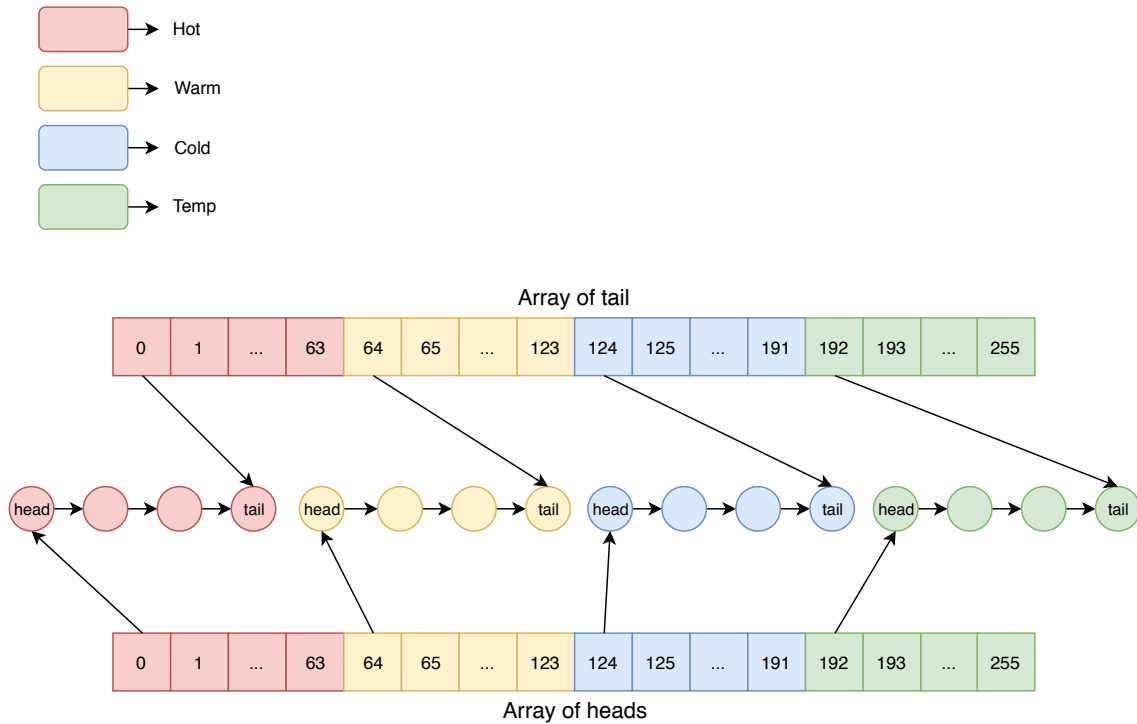 Hot
Warm
Cold
Temp
Array of tail
0 1 ... 63 64 65 ... 123 124 125 ... 191 192 193 ... 255
head tail head tail head tail head tail
0 1 ... 63 64 65 ... 123 124 125 ... 191 192 193 ... 255
Array of heads